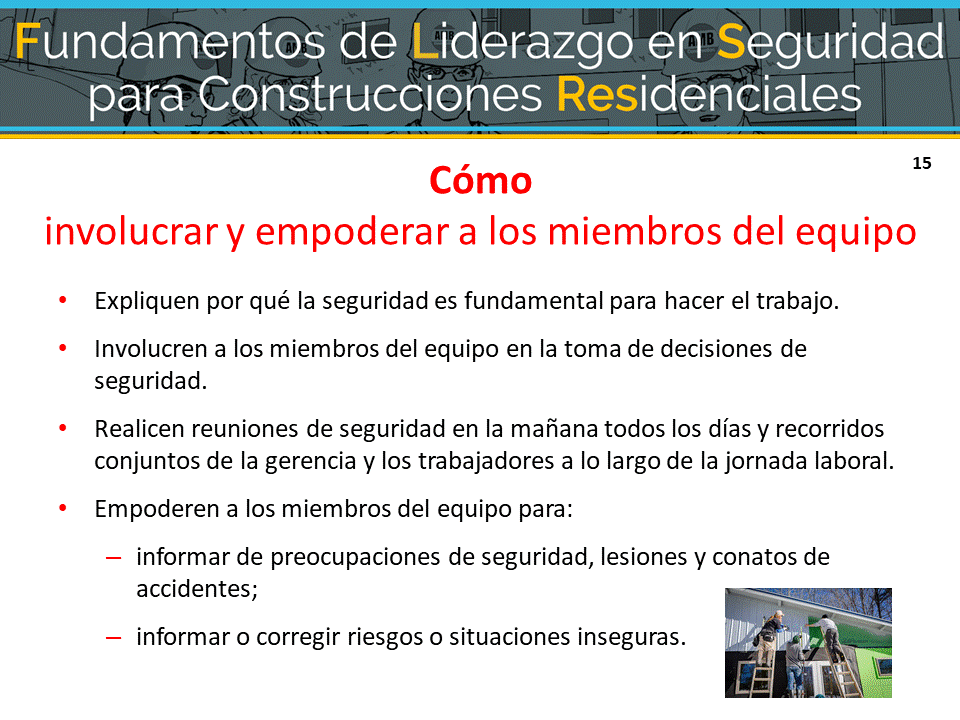 Fundamentos de Liderazgo en Seguridad
para Construcciones Residenciales
15
Cómo
involucrar y empoderar a los miembros del equipo
• Expliquen por qué la seguridad es fundamental para hacer el trabajo.
• Involucren a los miembros del equipo en la toma de decisiones de
seguridad.
• Realicen reuniones de seguridad en la mañana todos los días y recorridos
conjuntos de la gerencia y los trabajadores a lo largo de la jornada laboral.
• Empoderen a los miembros del equipo para:
– informar de preocupaciones de seguridad, lesiones y conatos de
accidentes;
– informar o corregir riesgos o situaciones inseguras.